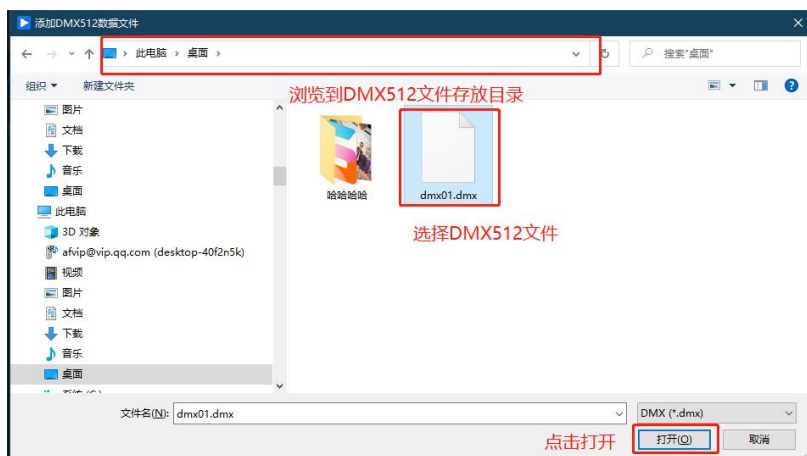 添加DMX512数据文件
此电脑 › 桌面 ›
搜索"桌面"
组织 新建文件夹
浏览到DMX512文件存放目录
图片
文档
下载
音乐
桌面
此电脑
3D 对象
afvip@vip.qq.com (desktop-40f2n5k)
视频
图片
文档
下载
音乐
桌面
哈哈哈哈
dmx01.dmx
选择DMX512文件
文件名(N): dmx01.dmx
DMX (*.dmx)
点击打开
打开(O)
取消